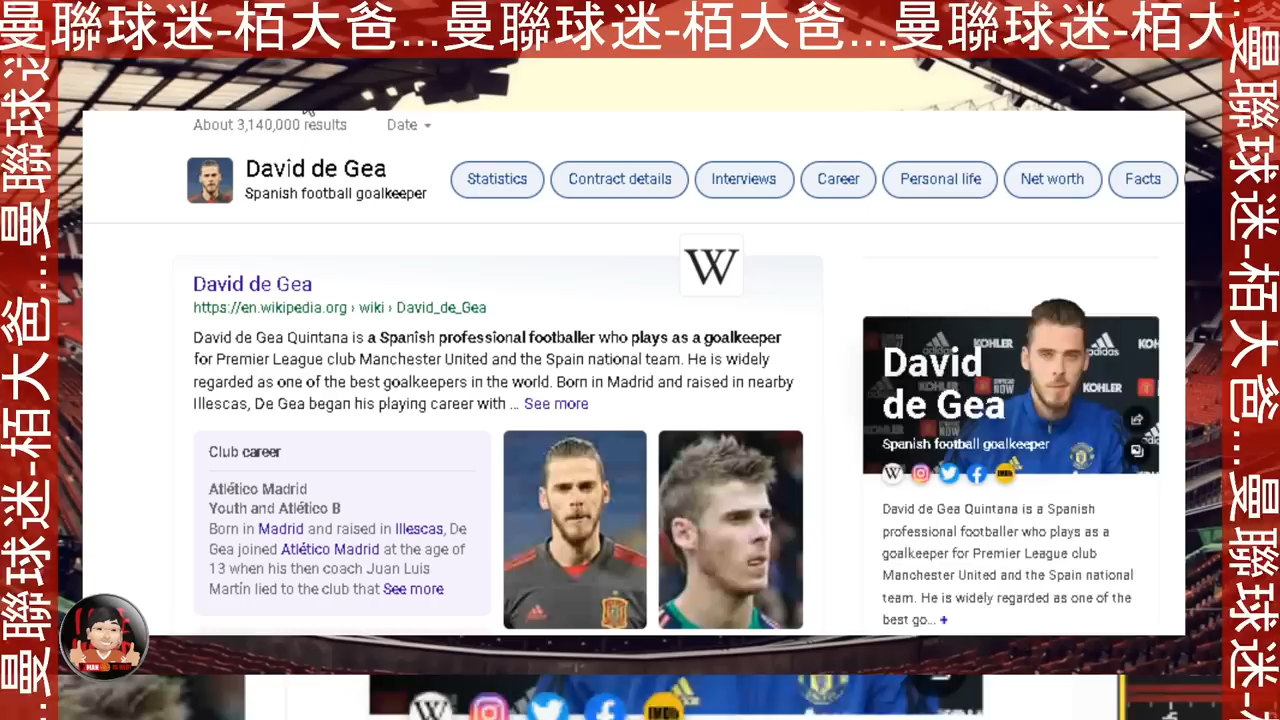 曼聯球迷-栢大爸...曼聯球迷-栢大爸...曼聯球迷-栢大
About 3,140,000 results
Date
David de Gea
Spanish football goalkeeper
Statistics
Contract details
Interviews
Career
Personal life
Net worth
Facts
W
David de Gea
https://en.wikipedia.org › wiki › David_de_Gea
David de Gea Quintana is a Spanish professional footballer who plays as a goalkeeper
for Premier League club Manchester United and the Spain national team. He is widely
regarded as one of the best goalkeepers in the world. Born in Madrid and raised in nearby
Illescas, De Gea began his playing career with ... See more
Club career
Atlético Madrid
Youth and Atlético B
Born in Madrid and raised in Illescas, De
Gea joined Atlético Madrid at the age of
13 when his then coach Juan Luis
Martín lied to the club that See more
adidas
KOHLER
adidas
KOH
KOHLER
David
de Gea
Spanish football goalkeeper
W
IMDb
David de Gea Quintana is a Spanish
professional footballer who plays as a
goalkeeper for Premier League club
Manchester United and the Spain national
team. He is widely regarded as one of the
best go... +
曼聯球迷-栢大爸...曼聯球迷
曼聯球迷-栢大爸...曼聯球迷-
W
IMDb